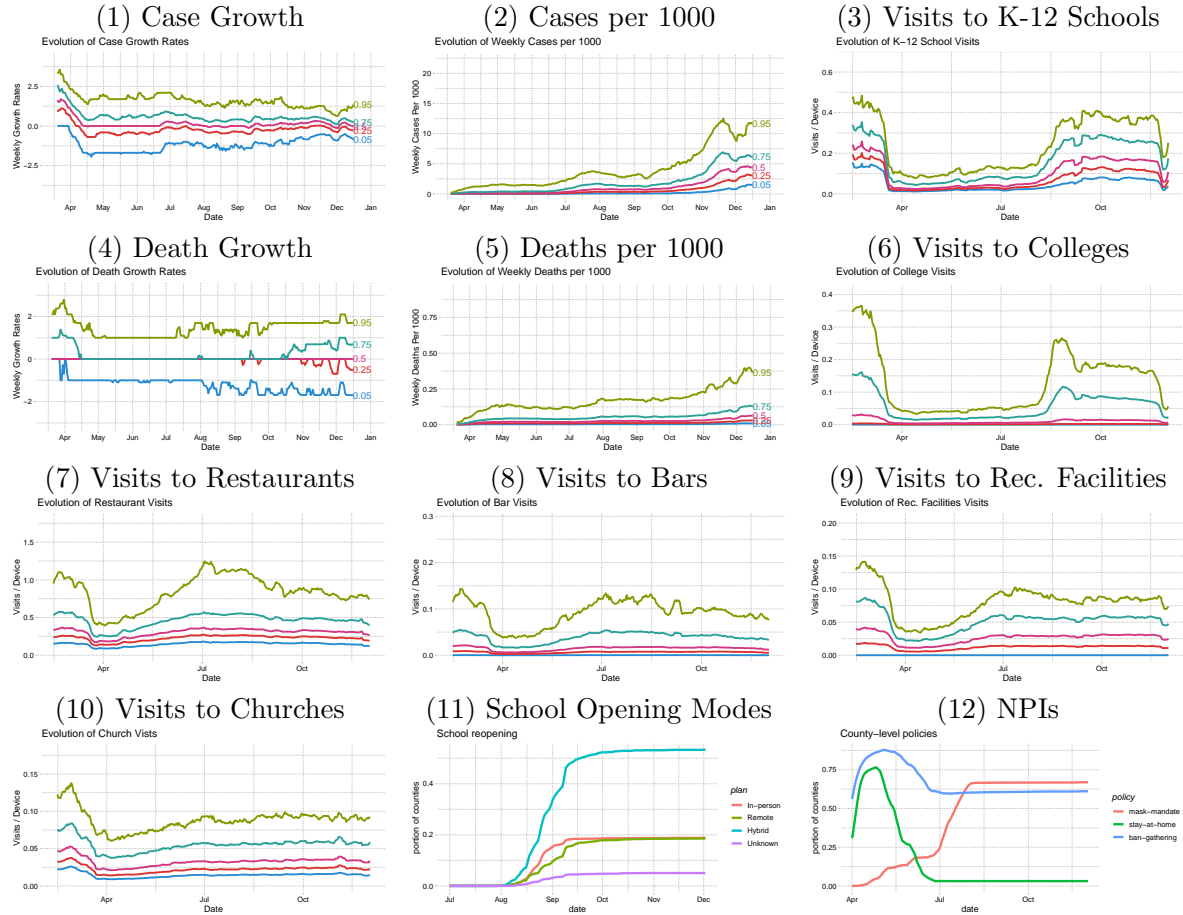 (1) Case Growth
Evolution of Case Growth Rates
Weekly Growth Rates
2.5
0.0
−2.5
0.95
0.75
0.5
0.25
0.05
Apr May Jun Jul Aug Sep Oct Nov Dec Jan
Date
(2) Cases per 1000
Evolution of Weekly Cases per 1000
Weekly Cases Per 1000
20
15
10
5
0
0.95
0.75
0.5
0.25
0.05
Apr May Jun Jul Aug Sep Oct Nov Dec Jan
Date
(3) Visits to K-12 Schools
Evolution of K−12 School Visits
Visits / Device
0.6
0.4
0.2
0.0
Apr Jul Oct
Date
(4) Death Growth
Evolution of Death Growth Rates
Weekly Growth Rates
2
0
−2
0.95
0.75
0.5
0.25
0.05
Apr May Jun Jul Aug Sep Oct Nov Dec Jan
Date
(5) Deaths per 1000
Evolution of Weekly Deaths per 1000
Weekly Deaths Per 1000
0.75
0.50
0.25
0.00
0.95
0.75
0.5
0.25
0.05
Apr May Jun Jul Aug Sep Oct Nov Dec Jan
Date
(6) Visits to Colleges
Evolution of College Visits
Visits / Device
0.4
0.3
0.2
0.1
0.0
Apr Jul Oct
Date
(7) Visits to Restaurants
Evolution of Restaurant Visits
Visits / Device
1.5
1.0
0.5
0.0
Apr Jul Oct
Date
(8) Visits to Bars
Evolution of Bar Visits
Visits / Device
0.3
0.2
0.1
0.0
Apr Jul Oct
Date
(9) Visits to Rec. Facilities
Evolution of Rec. Facilities Visits
Visits / Device
0.20
0.15
0.10
0.05
0.00
Apr Jul Oct
Date
(10) Visits to Churches
Evolution of Church Vists
Visits / Device
0.15
0.10
0.05
0.00
Apr Jul Oct
Date
(11) School Opening Modes
School reopening
portion of counties
0.4
0.2
0.0
Jul Aug Sep Oct Nov Dec
date
plan
In−person
Remote
Hybrid
Unknown
(12) NPIs
County−level policies
portion of counties
0.75
0.50
0.25
0.00
Apr Jul Oct
date
policy
mask−mandate
stay−at−home
ban−gathering